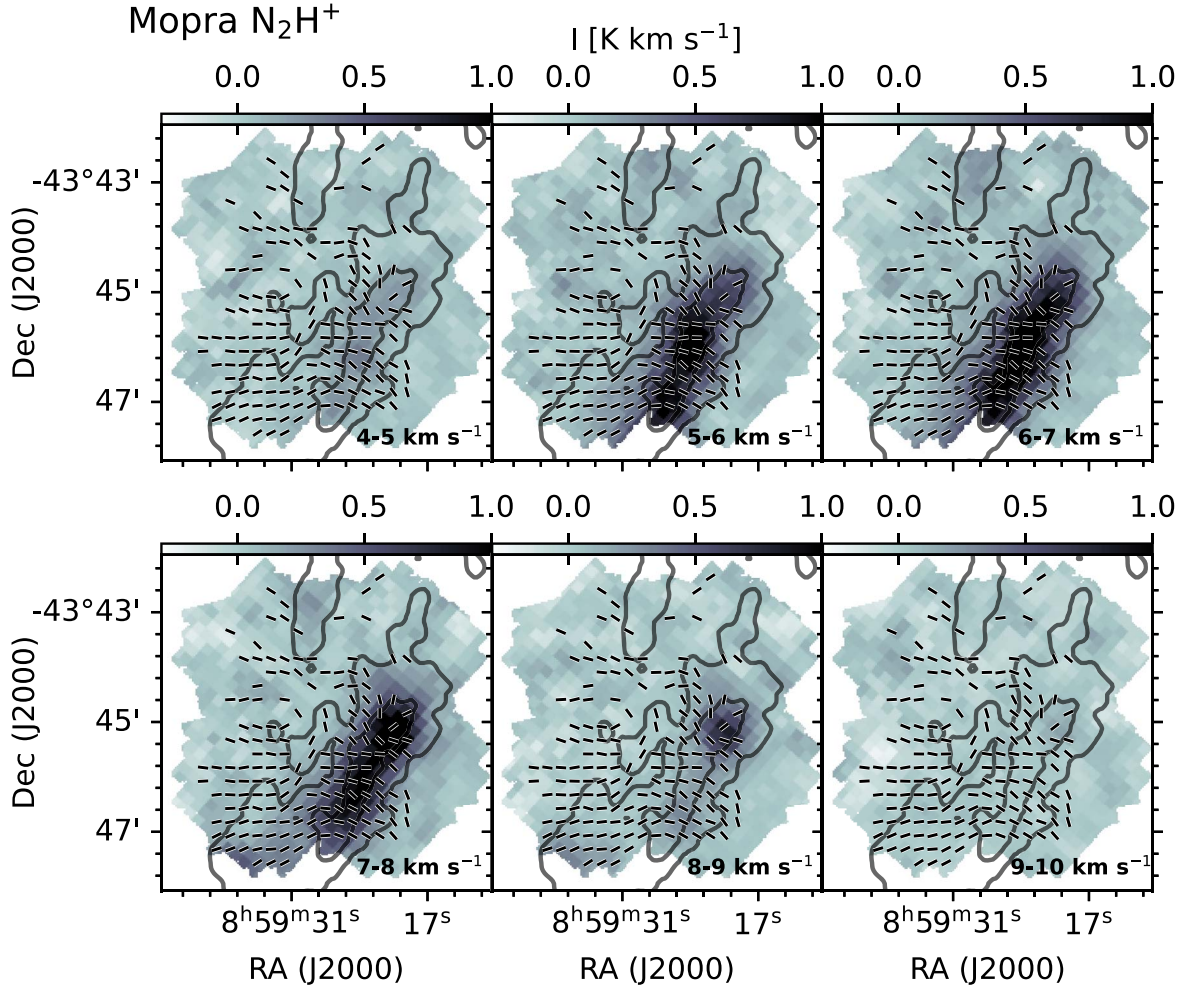 Mopra N₂H⁺
I [K km s⁻¹]
0.0 0.5 1.0 0.0 0.5 1.0 0.0 0.5 1.0
-43°43'
45'
47'
Dec (J2000)
4-5 km s⁻¹ 5-6 km s⁻¹ 6-7 km s⁻¹
0.0 0.5 1.0 0.0 0.5 1.0 0.0 0.5 1.0
-43°43'
45'
47'
Dec (J2000)
7-8 km s⁻¹ 8-9 km s⁻¹ 9-10 km s⁻¹
8ʰ59ᵐ31ˢ 17ˢ 8ʰ59ᵐ31ˢ 17ˢ 8ʰ59ᵐ31ˢ 17ˢ
RA (J2000) RA (J2000) RA (J2000)